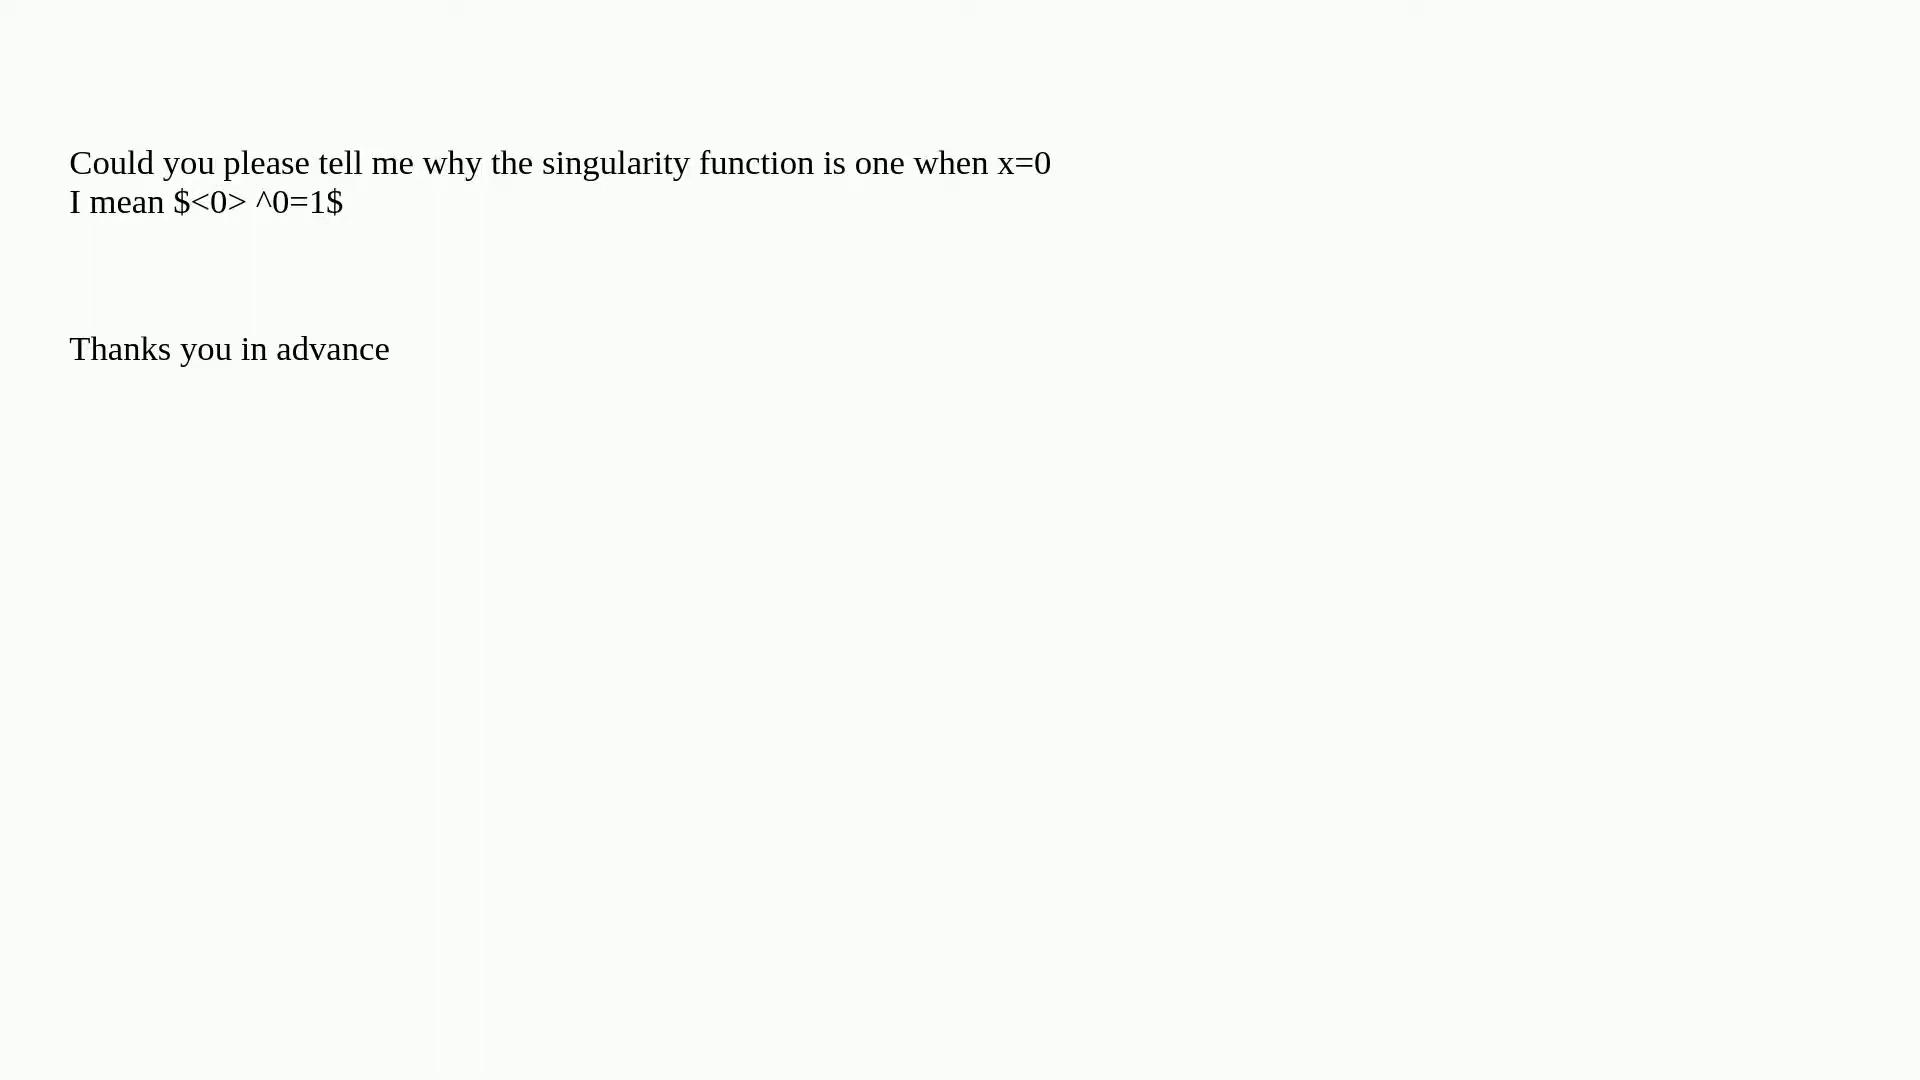 Could you please tell me why the singularity function is one when x=0
I mean $<0> ^0=1$
Thanks you in advance